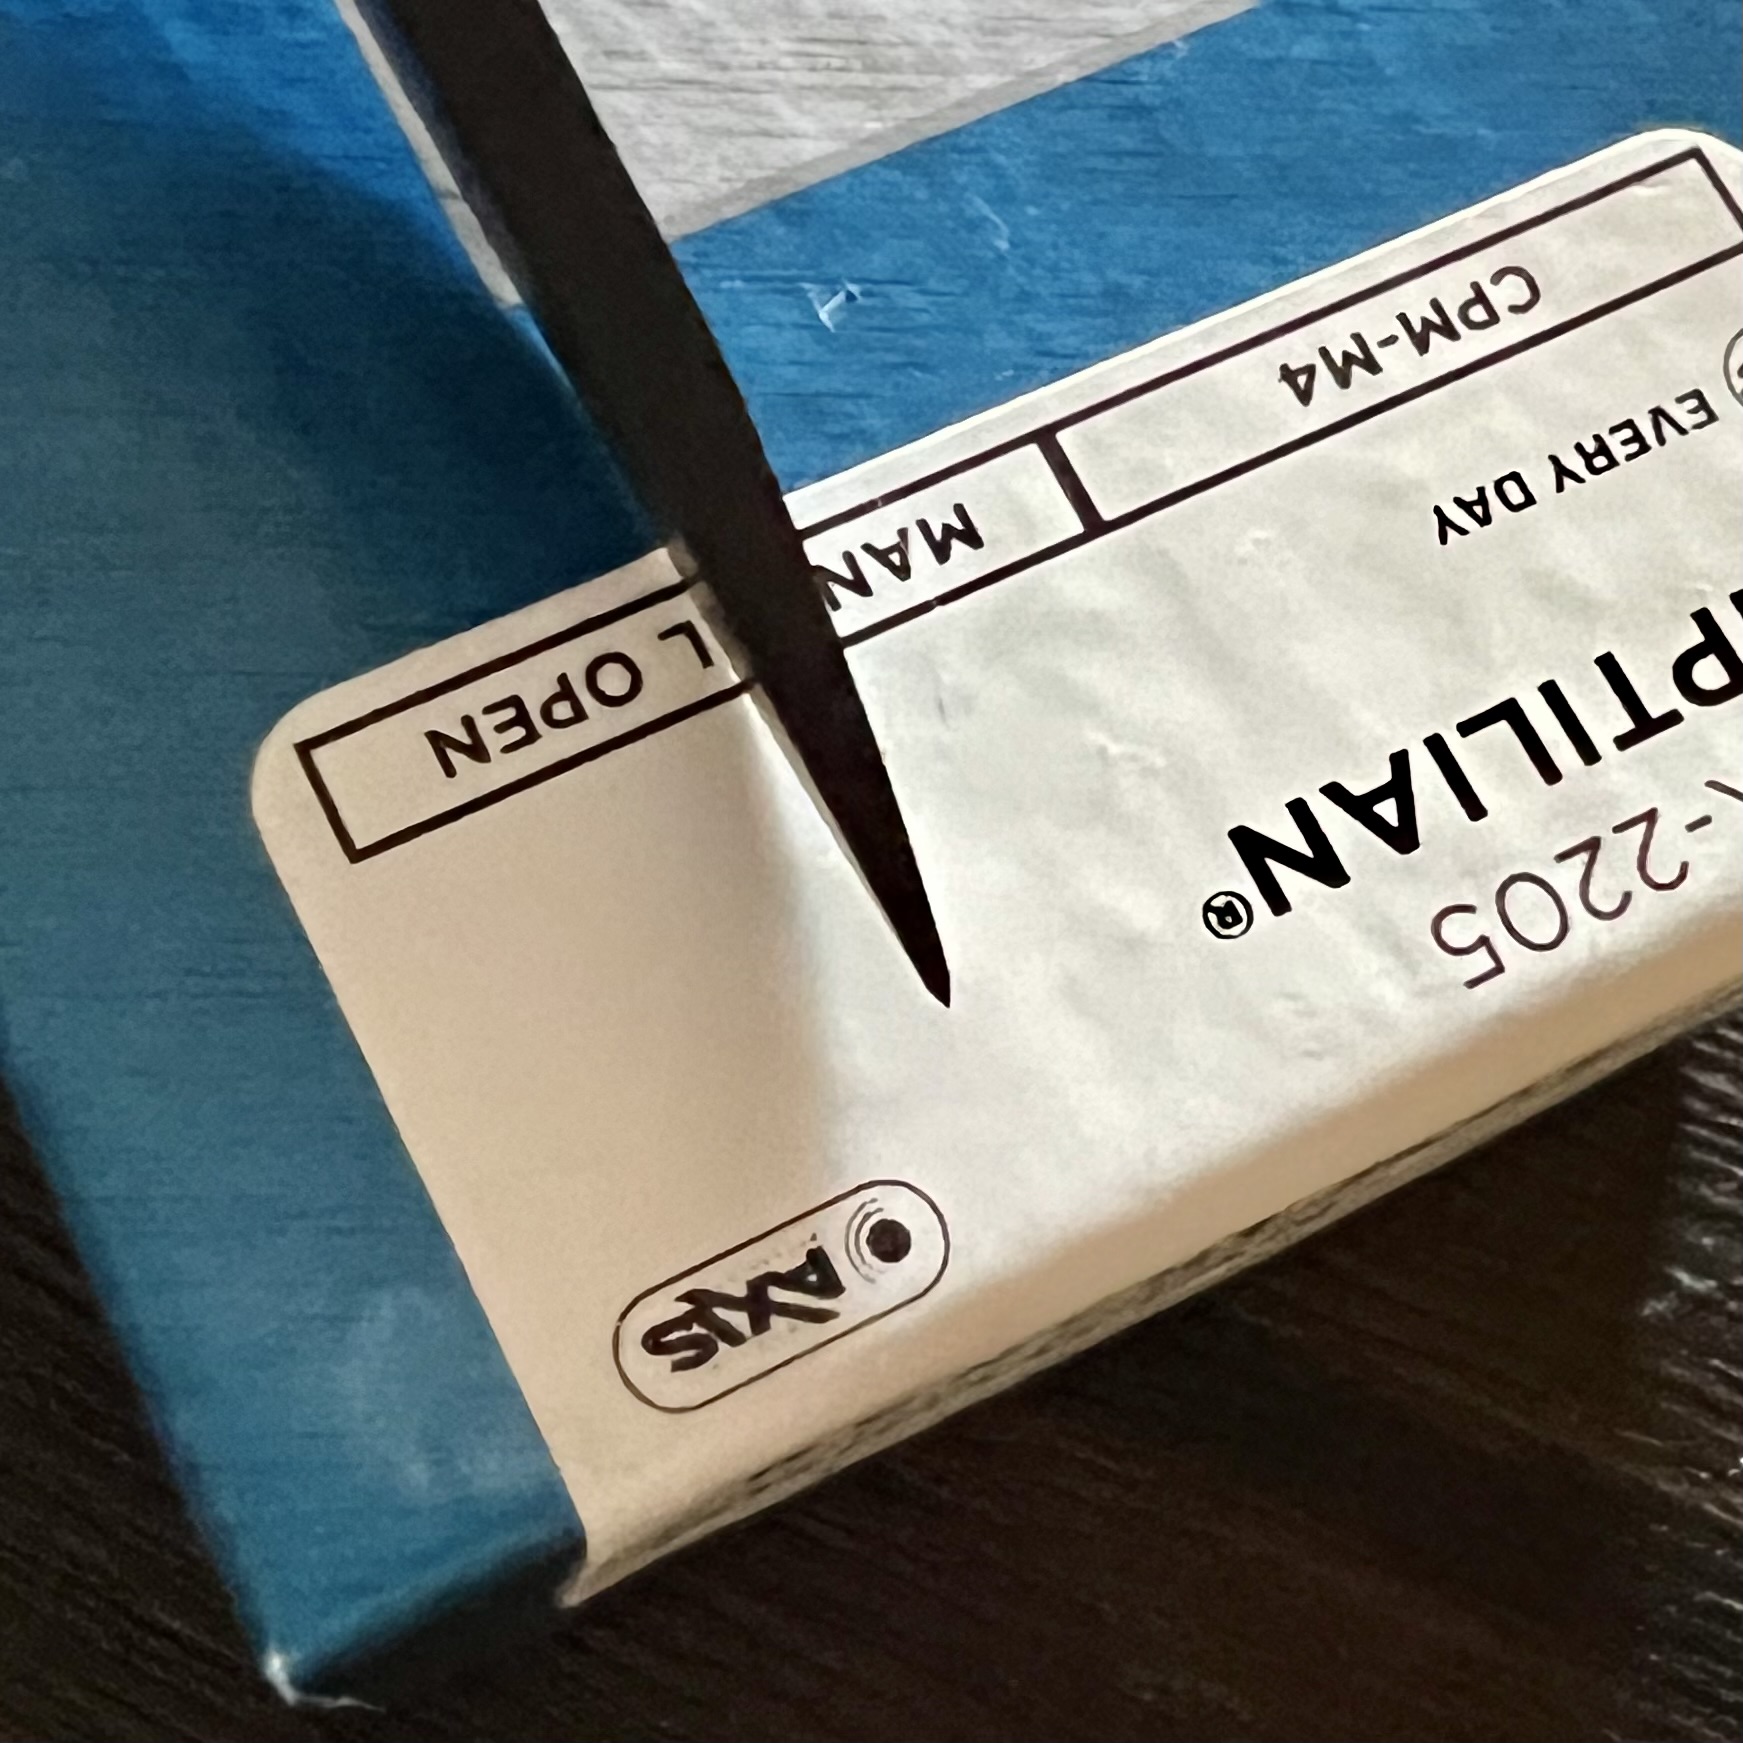 AXIS
-2205
PTILIAN®
EVERY DAY
CPM-M4
MAN L OPEN